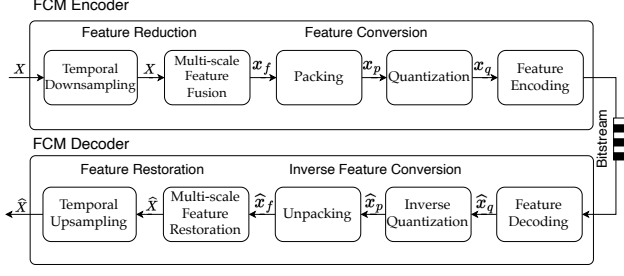 FCM Encoder
Feature Reduction
Feature Conversion
X
Temporal
Downsampling
X
Multi-scale
Feature
Fusion
x_f
Packing
x_p
Quantization
x_q
Feature
Encoding
Bitstream
FCM Decoder
Feature Restoration
Inverse Feature Conversion
X̂
Temporal
Upsampling
X̂
Multi-scale
Feature
Restoration
x̂_f
Unpacking
x̂_p
Inverse
Quantization
x̂_q
Feature
Decoding